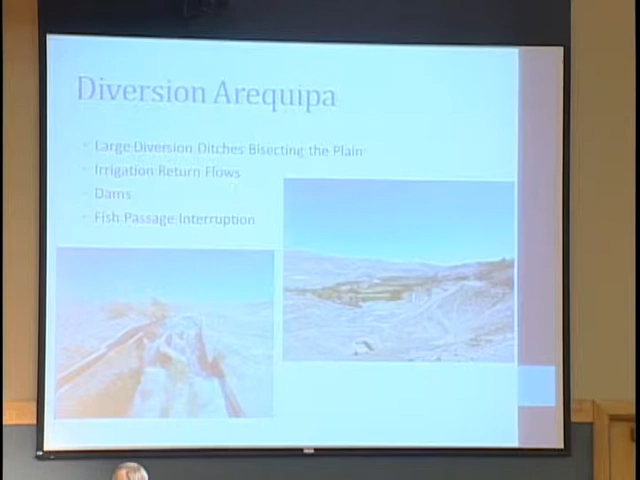 Diversion Arequipa
Large Diversion Ditches Bisecting the Plain
Irrigation Return Flows
Dams
Fish Passage Interruption